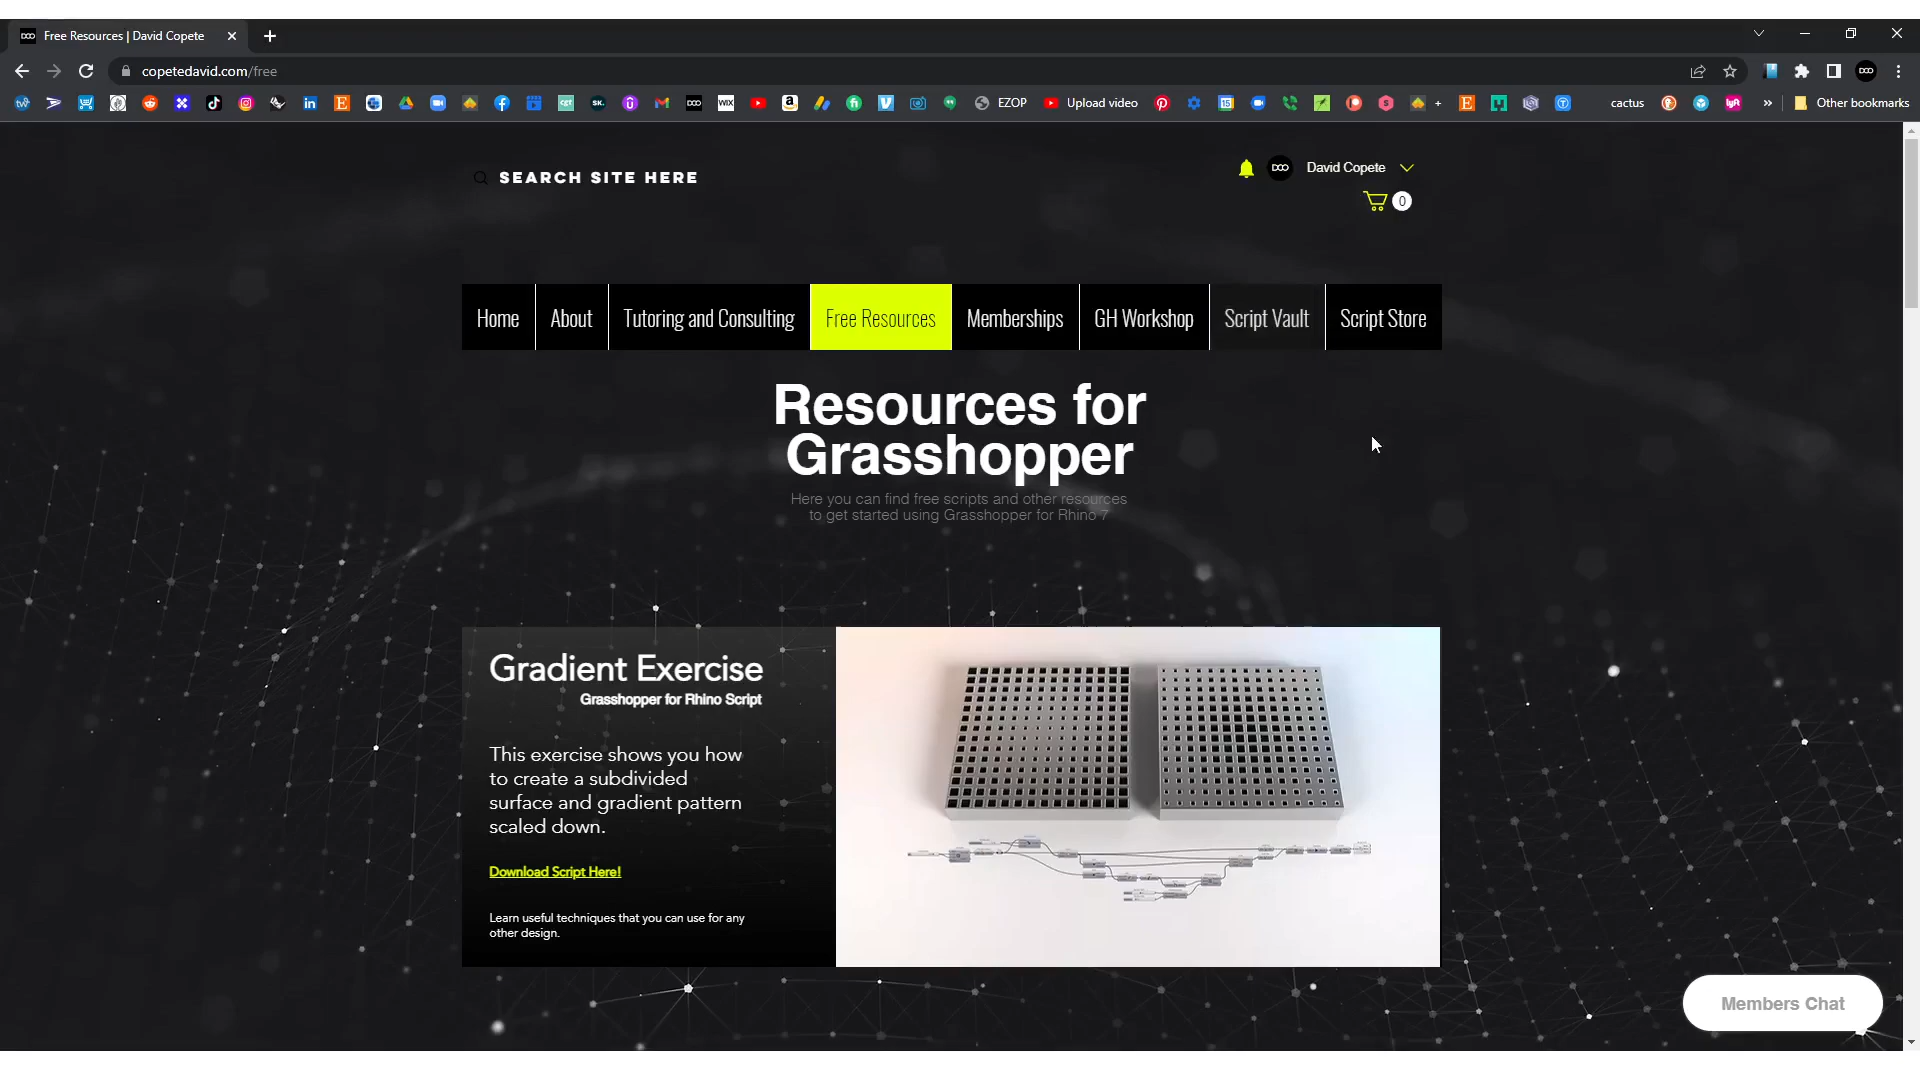 Free Resources | David Copete
copetedavid.com/free
EZOP
Upload video
cactus
Other bookmarks
SEARCH SITE HERE
David Copete
0
Home
About
Tutoring and Consulting
Free Resources
Memberships
GH Workshop
Script Vault
Script Store
Resources for
Grasshopper
Here you can find free scripts and other resources
to get started using Grasshopper for Rhino 7
Gradient Exercise
Grasshopper for Rhino Script
This exercise shows you how
to create a subdivided
surface and gradient pattern
scaled down.
Download Script Here!
Learn useful techniques that you can use for any
other design.
Members Chat